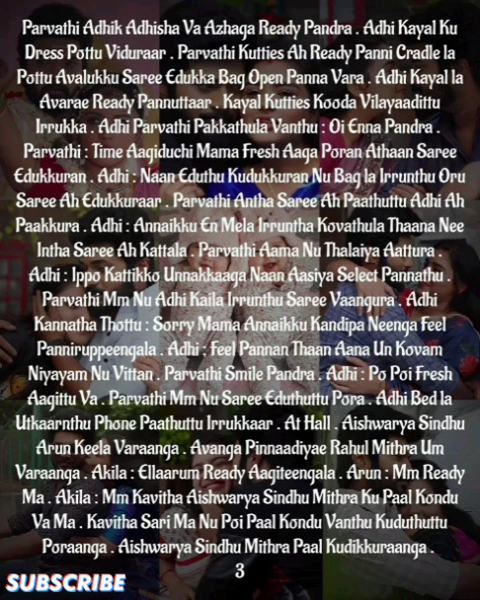 Parvathi Adhik Adhisha Va Azhaga Ready Pandra . Adhi Kayal Ku
Dress Pottu Viduraar . Parvathi Kutties Ah Ready Panni Cradle la
Pottu Avalukku Saree Edukka Bag Open Panna Vara . Adhi Kayal la
Avarae Ready Pannuttaar . Kayal Kutties Kooda Vilayaadittu
Irrukka . Adhi Parvathi Pakkathula Vanthu : Oi Enna Pandra .
Parvathi : Time Aagiduchi Mama Fresh Aaga Poran Athaan Saree
Edukkuran . Adhi : Naan Eduthu Kudukkuran Nu Bag la Irrunthu Oru
Saree Ah Edukkuraar . Parvathi Antha Saree Ah Paathuttu Adhi Ah
Paakkura . Adhi : Annaikku En Mela Irruntha Kovathula Thaana Nee
Intha Saree Ah Kattala . Parvathi Aama Nu Thalaiya Aattura .
Adhi : Ippo Kattikko Unnakkaaga Naan Aasiya Select Pannathu .
Parvathi Mm Nu Adhi Kaila Irrunthu Saree Vaangura . Adhi
Kannatha Thottu : Sorry Mama Annaikku Kandipa Neenga Feel
Panniruppeengala . Adhi : Feel Pannan Thaan Aana Un Kovam
Niyayam Nu Vittan . Parvathi Smile Pandra . Adhi : Po Poi Fresh
Aagittu Va . Parvathi Mm Nu Saree Eduthuttu Pora . Adhi Bed la
Utkaarnthu Phone Paathuttu Irrukkaar . At Hall . Aishwarya Sindhu
Arun Keela Varaanga . Avanga Pinnaadiyae Rahul Mithra Um
Varaanga . Akila : Ellaarum Ready Aagiteengala . Arun : Mm Ready
Ma . Akila : Mm Kavitha Aishwarya Sindhu Mithra Ku Paal Kondu
Va Ma . Kavitha Sari Ma Nu Poi Paal Kondu Vanthu Kuduthuttu
Poraanga . Aishwarya Sindhu Mithra Paal Kudikkuraanga .
3
SUBSCRIBE